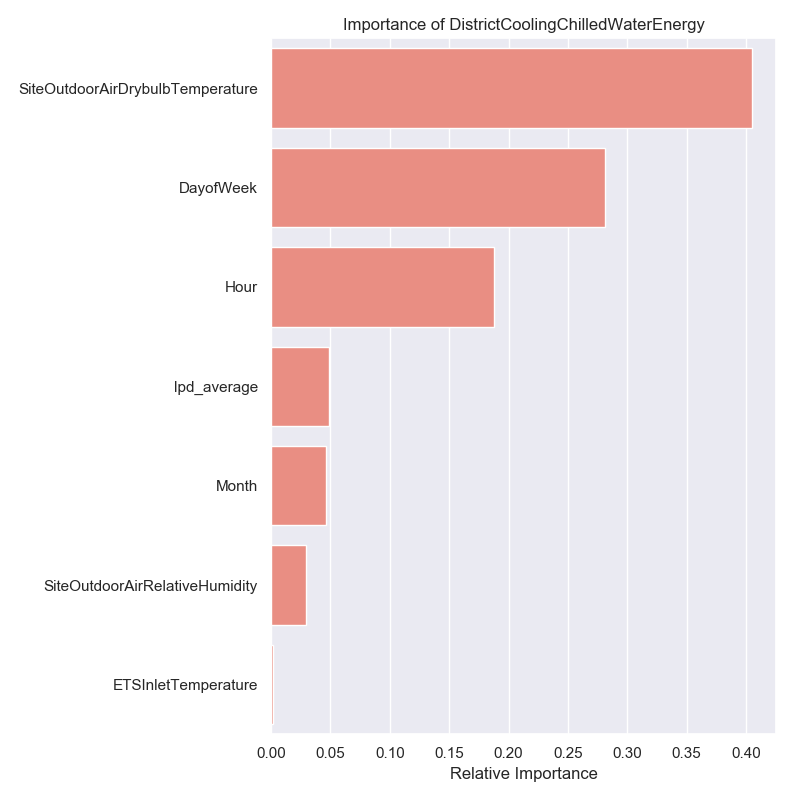 Importance of DistrictCoolingChilledWaterEnergy
SiteOutdoorAirDrybulbTemperature
DayofWeek
Hour
lpd_average
Month
SiteOutdoorAirRelativeHumidity
ETSInletTemperature
0.00 0.05 0.10 0.15 0.20 0.25 0.30 0.35 0.40
Relative Importance